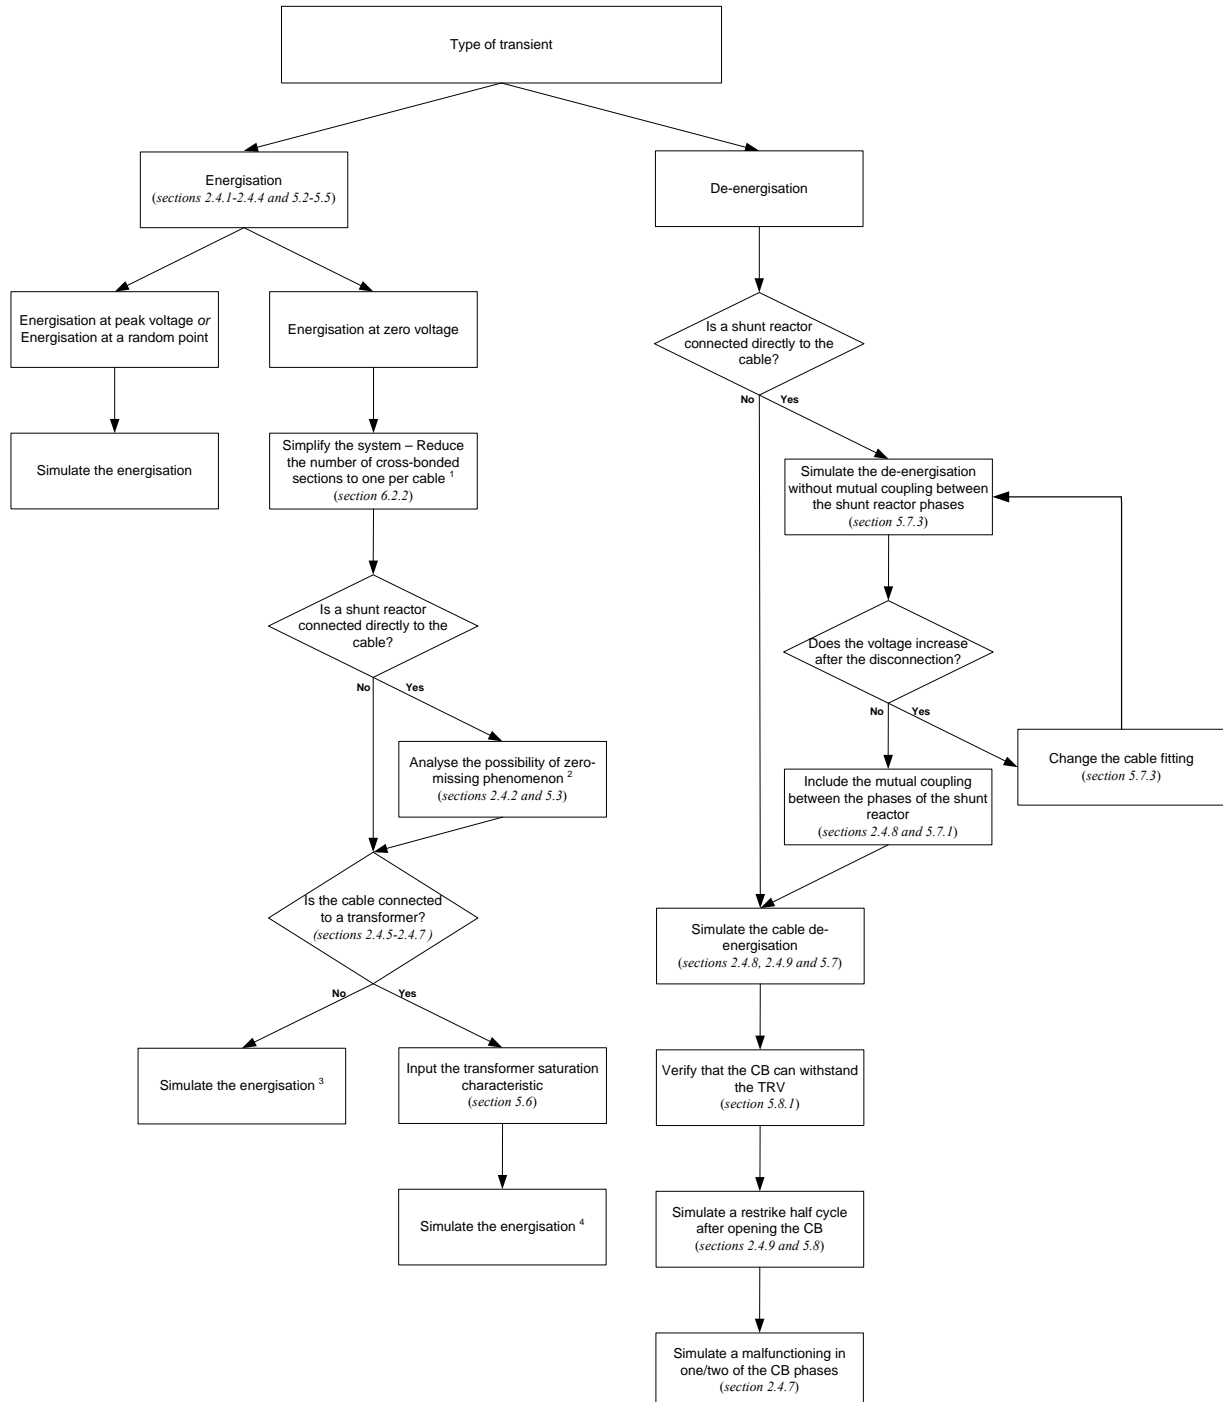 Type of transient
Energisation
(sections 2.4.1-2.4.4 and 5.2-5.5)
De-energisation
Energisation at peak voltage or
Energisation at a random point
Energisation at zero voltage
Is a shunt reactor
connected directly to the
cable?
No
Yes
Simulate the energisation
Simplify the system – Reduce
the number of cross-bonded
sections to one per cable 1
(section 6.2.2)
Simulate the de-energisation
without mutual coupling between
the shunt reactor phases
(section 5.7.3)
Is a shunt reactor
connected directly to the
cable?
No
Yes
Does the voltage increase
after the disconnection?
No
Yes
Analyse the possibility of zero-
missing phenomenon 2
(sections 2.4.2 and 5.3)
Change the cable fitting
(section 5.7.3)
Include the mutual coupling
between the phases of the shunt
reactor
(sections 2.4.8 and 5.7.1)
Is the cable connected
to a transformer?
(sections 2.4.5-2.4.7 )
No
Yes
Simulate the cable de-
energisation
(sections 2.4.8, 2.4.9 and 5.7)
Simulate the energisation 3
Input the transformer saturation
characteristic
(section 5.6)
Verify that the CB can withstand
the TRV
(section 5.8.1)
Simulate the energisation 4
Simulate a restrike half cycle
after opening the CB
(sections 2.4.9 and 5.8)
Simulate a malfunctioning in
one/two of the CB phases
(section 2.4.7)